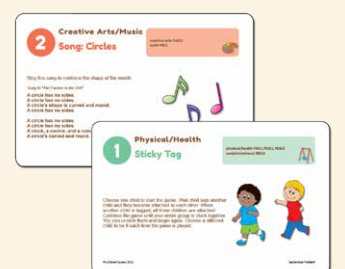 Creative Arts/Music
2
Song: Circles
Sing this song to reinforce the shape of the month.
A circle has no sides.
A circle has no sides.
A circle's shape is curved and round.
A circle has no sides.
A circle has no sides.
A circle has no sides.
A clock, a cookie, and a
A circle's curved and round.
Physical/Health
1
Sticky Tag
Choose one child to start the game. That child tags another
child and they become attached to each other. When
another child is tagged, all three children are attached.
Continue the game until your entire group is stuck together.
You can unstick them and begin again. Choose a different
child to be it each time the game is played.